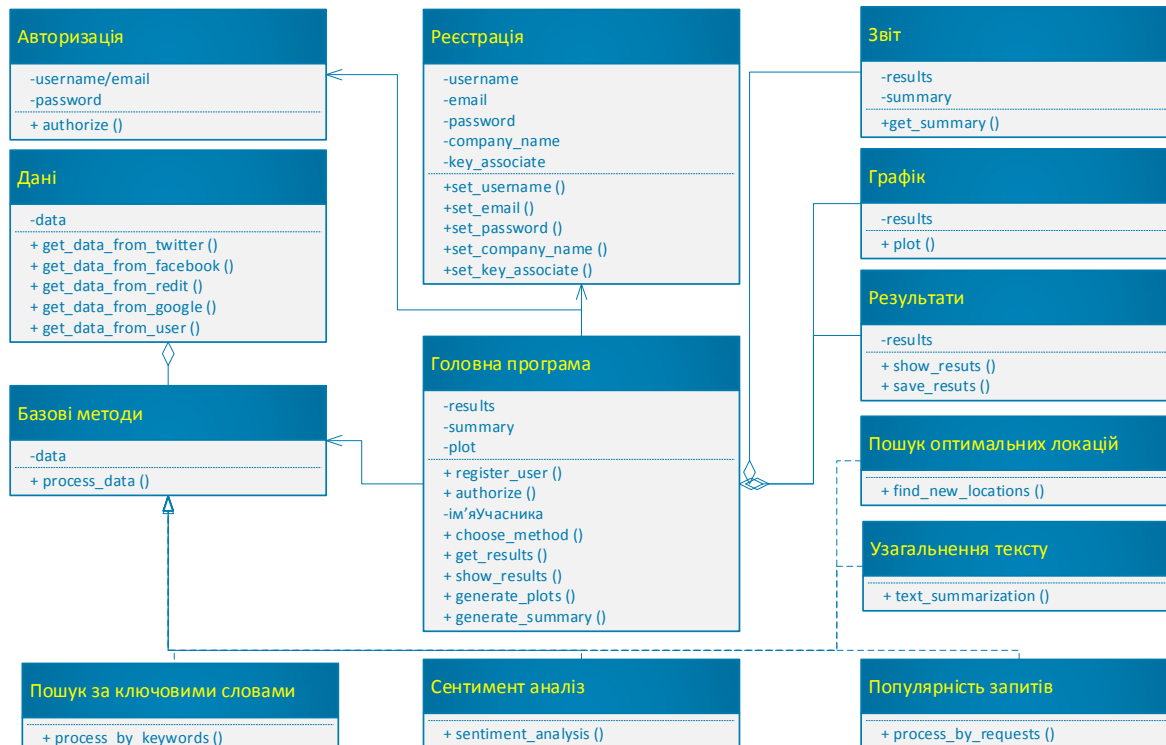 Авторизація
-username/email
-password
+ authorize ()
Дані
-data
+ get_data_from_twitter ()
+ get_data_from_facebook ()
+ get_data_from_redit ()
+ get_data_from_google ()
+ get_data_from_user ()
Базові методи
-data
+ process_data ()
Реєстрація
-username
-email
-password
-company_name
-key_associate
+set_username ()
+set_email ()
+set_password ()
+set_company_name ()
+set_key_associate ()
Головна програма
-results
-summary
-plot
+ register_user ()
+ authorize ()
-ім’яУчасника
+ choose_method ()
+ get_results ()
+ show_results ()
+ generate_plots ()
+ generate_summary ()
Звіт
-results
-summary
+get_summary ()
Графік
-results
+ plot ()
Результати
-results
+ show_resuts ()
+ save_resuts ()
Пошук оптимальних локацій
+ find_new_locations ()
Узагальнення тексту
+ text_summarization ()
Пошук за ключовими словами
+ process_by_keywords ()
Сентимент аналіз
+ sentiment_analysis ()
Популярність запитів
+ process_by_requests ()